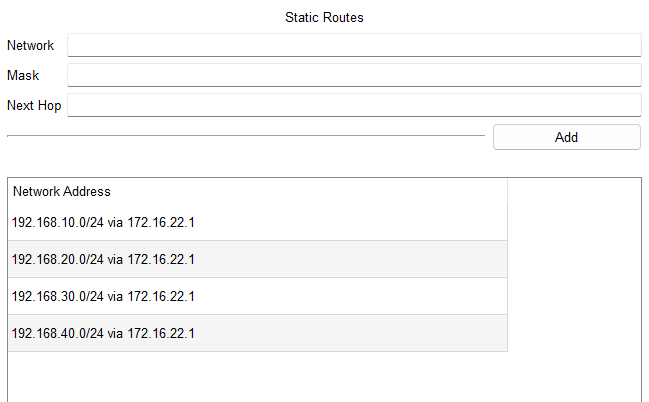 Static Routes
Network
Mask
Next Hop
Add
Network Address
192.168.10.0/24 via 172.16.22.1
192.168.20.0/24 via 172.16.22.1
192.168.30.0/24 via 172.16.22.1
192.168.40.0/24 via 172.16.22.1